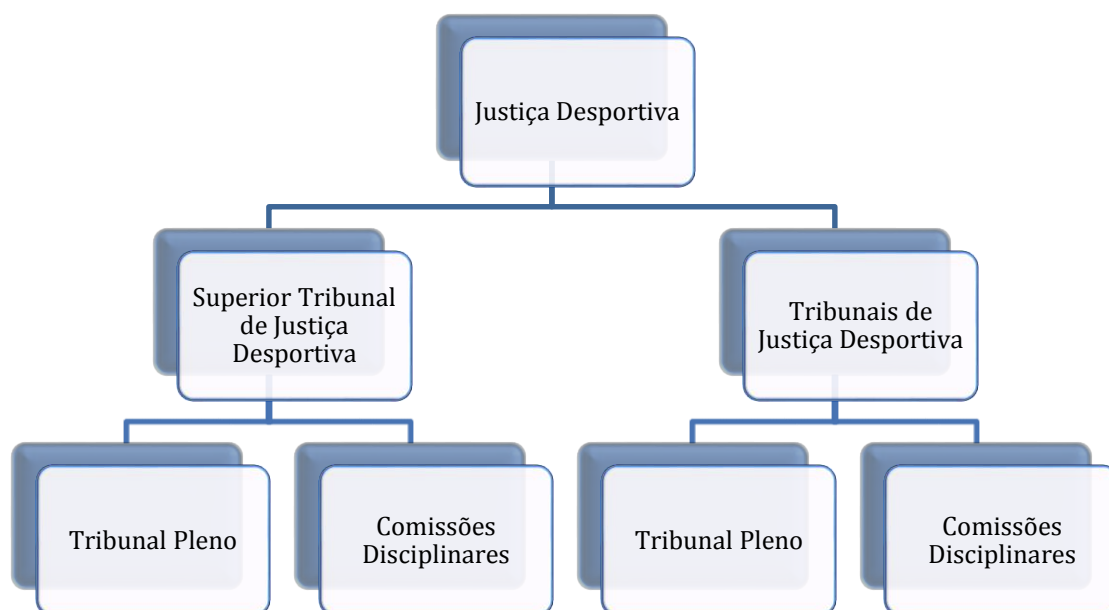 Justiça Desportiva
Superior Tribunal
de Justiça
Desportiva
Tribunais de
Justiça Desportiva
Tribunal Pleno
Comissões
Disciplinares
Tribunal Pleno
Comissões
Disciplinares